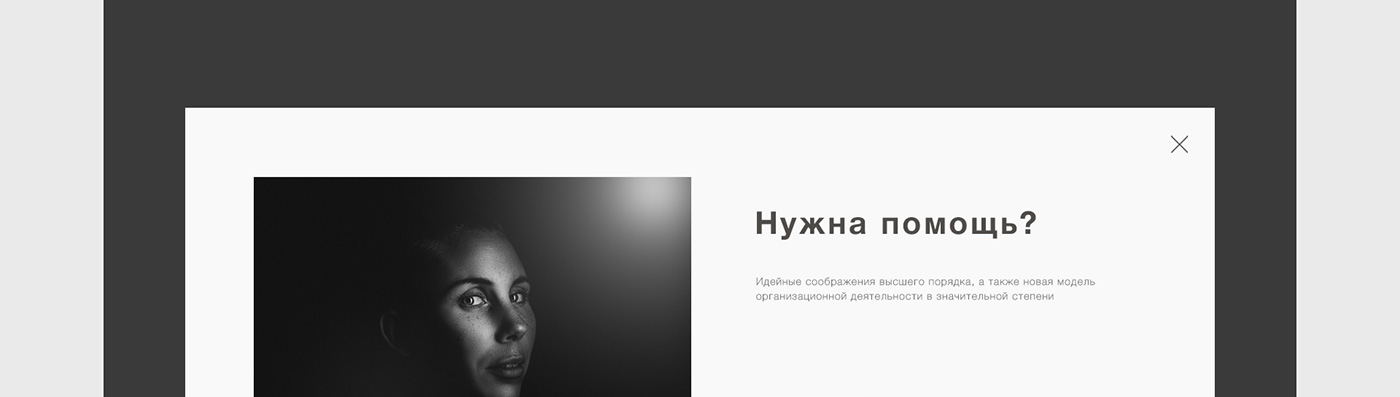 Нужна помощь?
Идейные соображения высшего порядка, а также новая модель
организационной деятельности в значительной степени